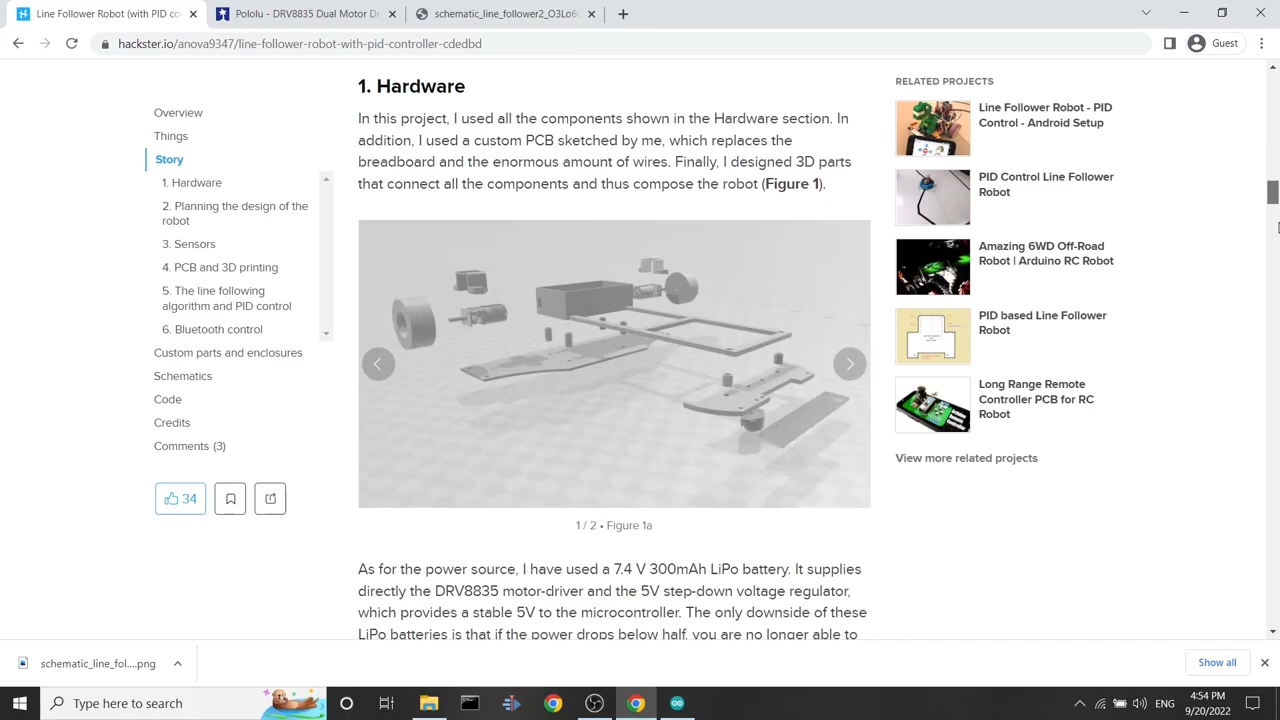 Line Follower Robot (with PID co
Pololu - DRV8835 Dual Motor Dr
schematic_line_follower2_O3Lo6
hackster.io/anova9347/line-follower-robot-with-pid-controller-cdedbd
Guest
Overview
Things
Story
1. Hardware
2. Planning the design of the
robot
3. Sensors
4. PCB and 3D printing
5. The line following
algorithm and PID control
6. Bluetooth control
Custom parts and enclosures
Schematics
Code
Credits
Comments (3)
34
1. Hardware
In this project, I used all the components shown in the Hardware section. In
addition, I used a custom PCB sketched by me, which replaces the
breadboard and the enormous amount of wires. Finally, I designed 3D parts
that connect all the components and thus compose the robot (Figure 1).
1 / 2 • Figure 1a
As for the power source, I have used a 7.4 V 300mAh LiPo battery. It supplies
directly the DRV8835 motor-driver and the 5V step-down voltage regulator,
which provides a stable 5V to the microcontroller. The only downside of these
LiPo batteries is that if the power drops below half, you are no longer able to
RELATED PROJECTS
Line Follower Robot - PID
Control - Android Setup
PID Control Line Follower
Robot
Amazing 6WD Off-Road
Robot | Arduino RC Robot
PID based Line Follower
Robot
Long Range Remote
Controller PCB for RC
Robot
View more related projects
schematic_line_fol....png
Show all
Type here to search
ENG
4:54 PM
9/20/2022